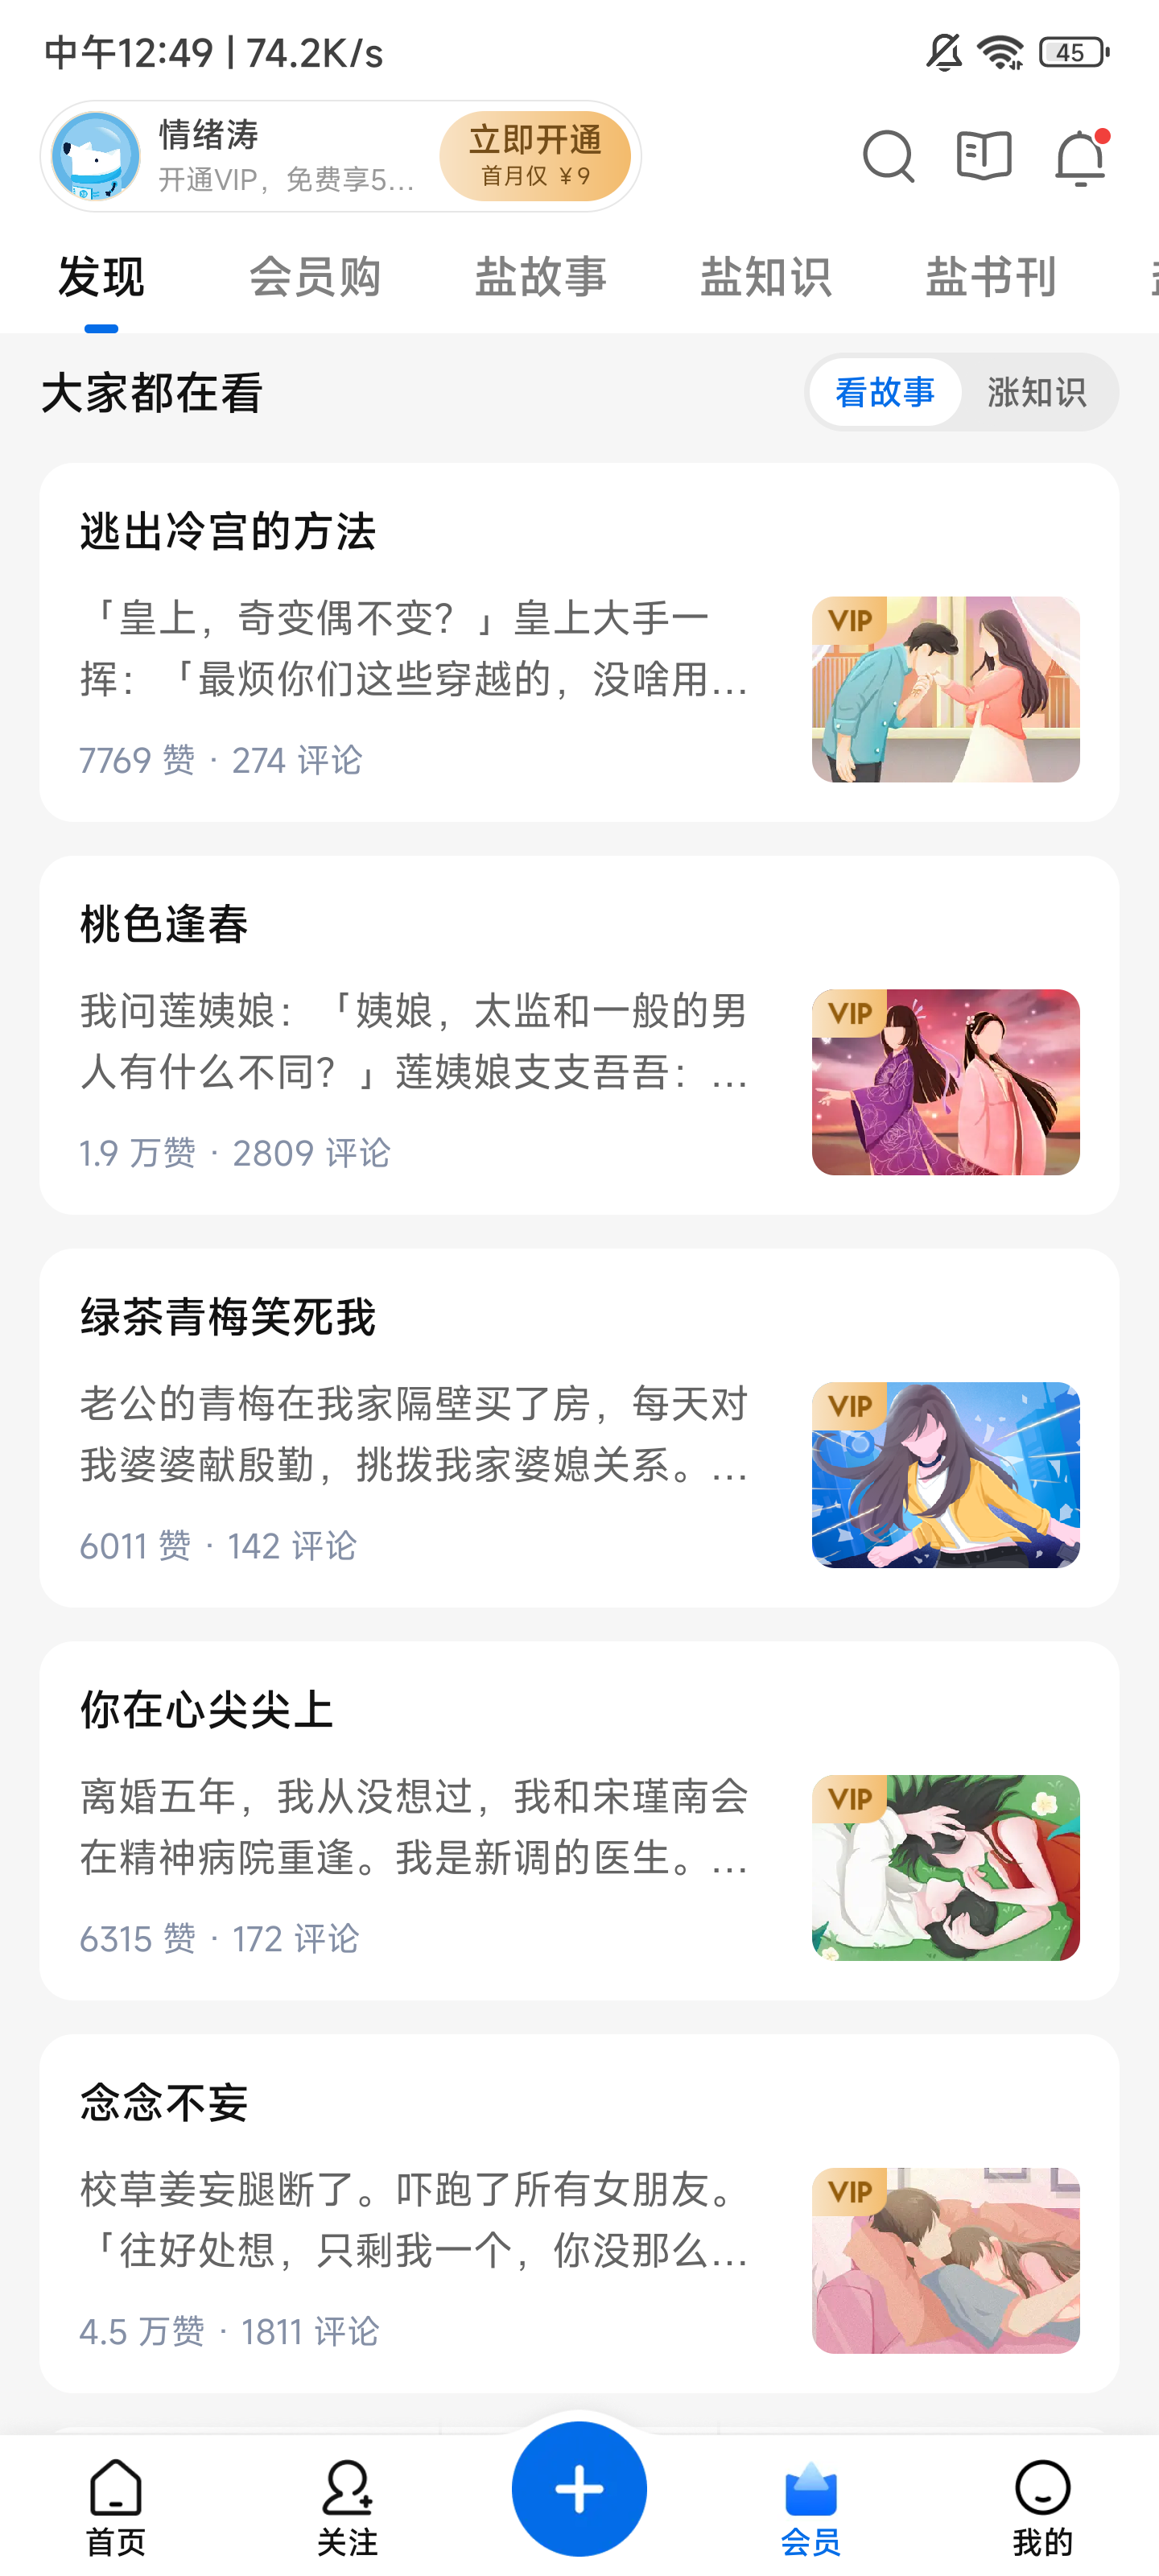 中午12:49 | 74.2K/s
45
情绪涛
开通VIP，免费享5...
立即开通
首月仅 ¥9
发现 会员购 盐故事 盐知识 盐书刊
大家都在看
看故事 涨知识
逃出冷宫的方法
「皇上，奇变偶不变？」皇上大手一
挥：「最烦你们这些穿越的，没啥用...
VIP
7769 赞 · 274 评论
桃色逢春
我问莲姨娘：「姨娘，太监和一般的男
人有什么不同？」莲姨娘支支吾吾：...
VIP
1.9 万赞 · 2809 评论
绿茶青梅笑死我
老公的青梅在我家隔壁买了房，每天对
我婆婆献殷勤，挑拨我家婆媳关系。...
VIP
6011 赞 · 142 评论
你在心尖尖上
离婚五年，我从没想过，我和宋瑾南会
在精神病院重逢。我是新调的医生。...
VIP
6315 赞 · 172 评论
念念不妄
校草姜妄腿断了。吓跑了所有女朋友。
「往好处想，只剩我一个，你没那么...
VIP
4.5 万赞 · 1811 评论
首页 关注 会员 我的